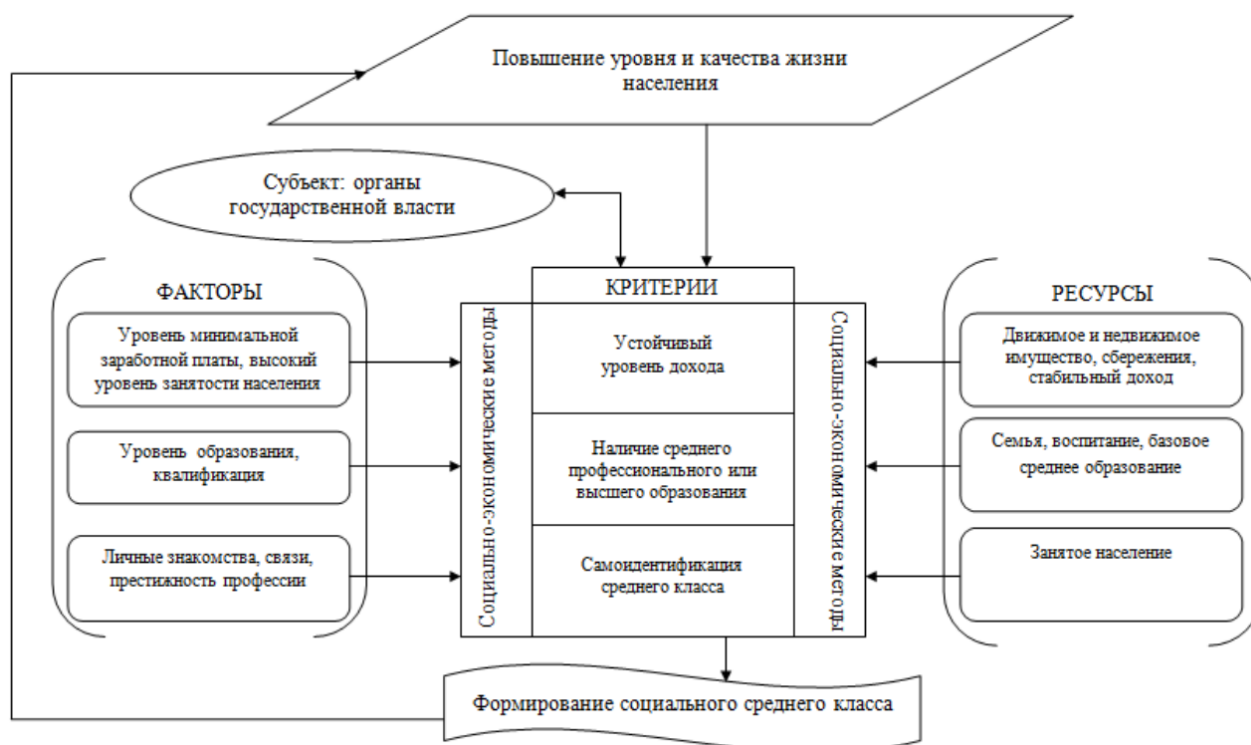 Повышение уровня и качества жизни
населения
Субъект: органы
государственной власти
ФАКТОРЫ
Уровень минимальной
заработной платы, высокий
уровень занятости населения
Уровень образования,
квалификация
Личные знакомства, связи,
престижность профессии
Социально-экономические методы
КРИТЕРИИ
Устойчивый
уровень дохода
Наличие среднего
профессионального или
высшего образования
Самоидентификация
среднего класса
Социально-экономические методы
РЕСУРСЫ
Движимое и недвижимое
имущество, сбережения,
стабильный доход
Семья, воспитание, базовое
среднее образование
Занятое население
Формирование социального среднего класса